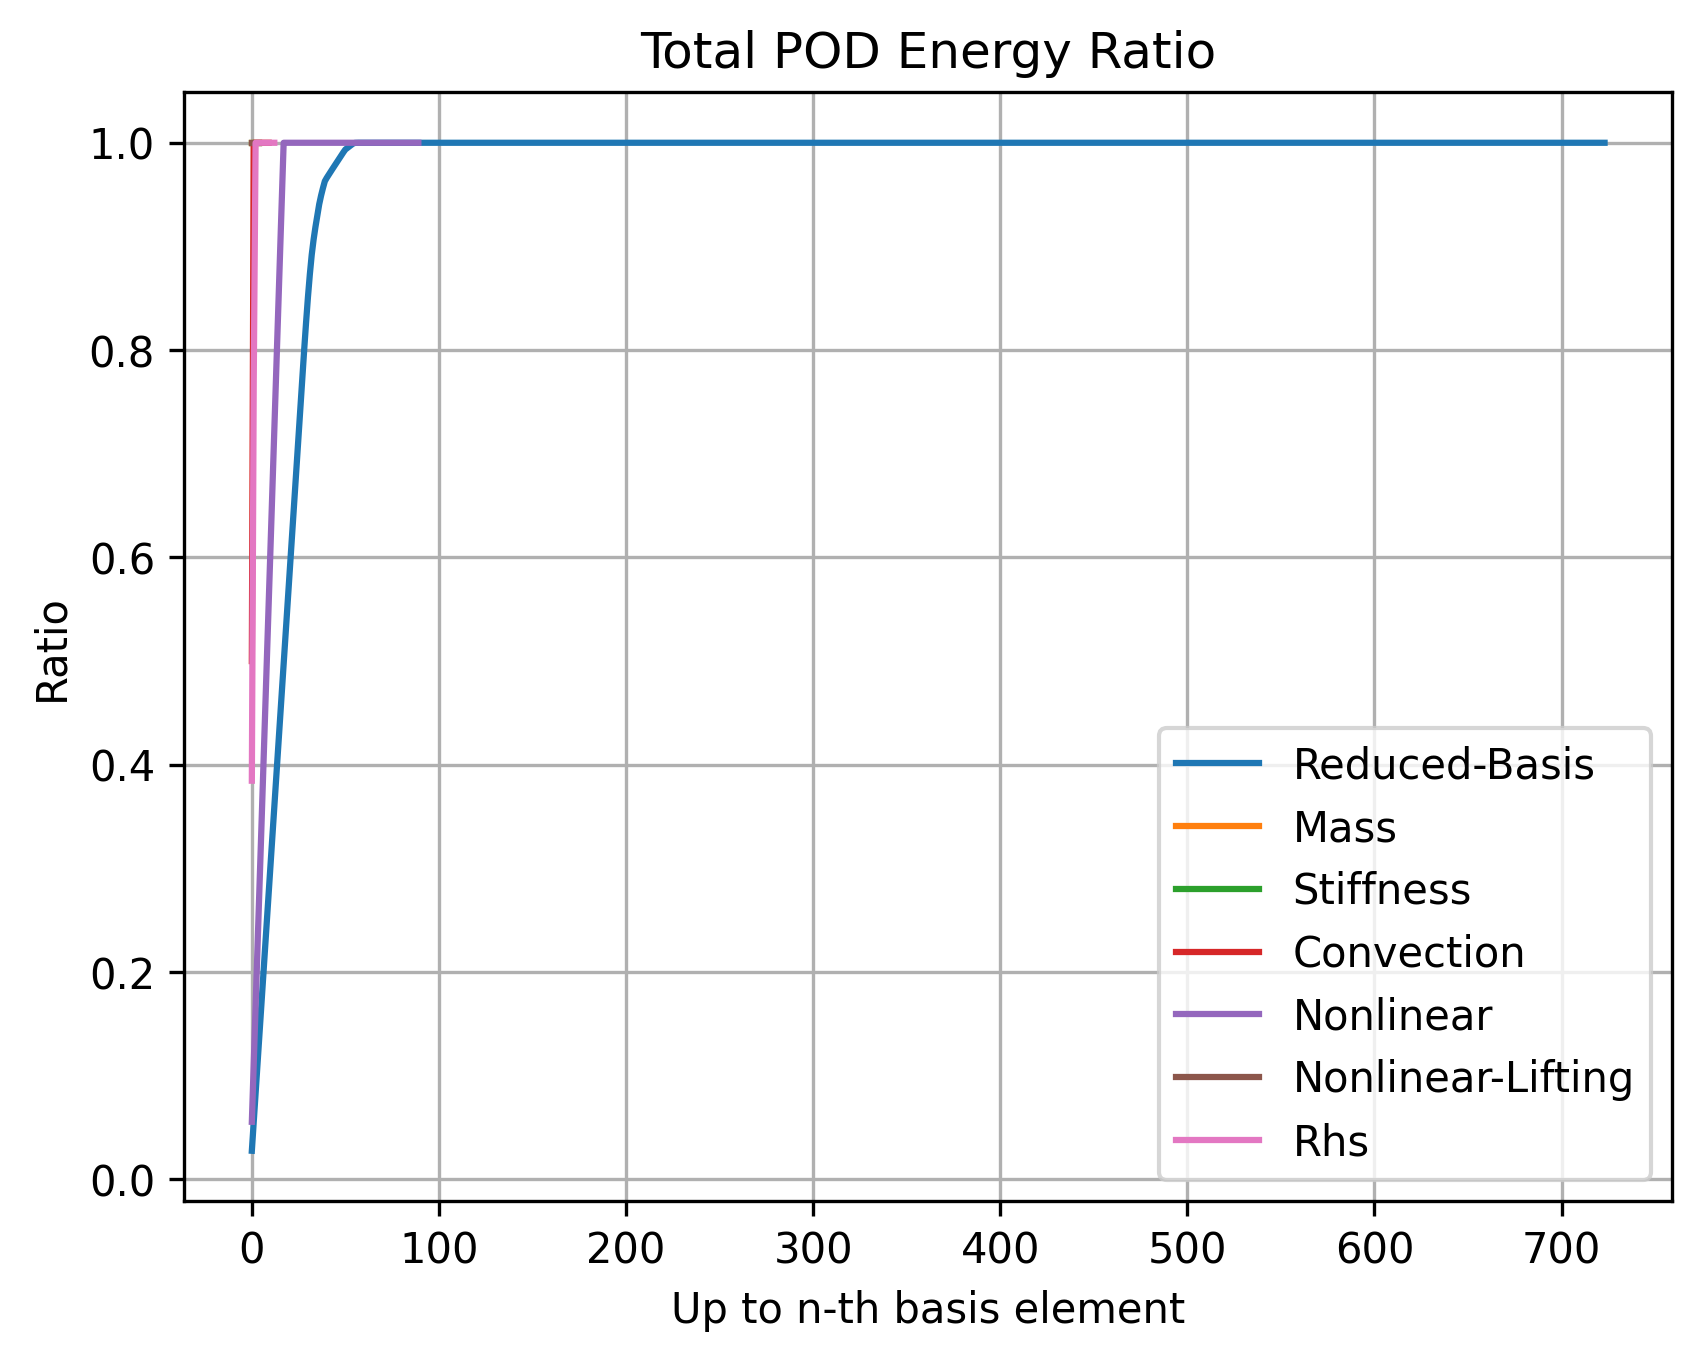 Total POD Energy Ratio
1.0
0.8
0.6
0.4
0.2
0.0
Ratio
0 100 200 300 400 500 600 700
Up to n-th basis element
Reduced-Basis
Mass
Stiffness
Convection
Nonlinear
Nonlinear-Lifting
Rhs